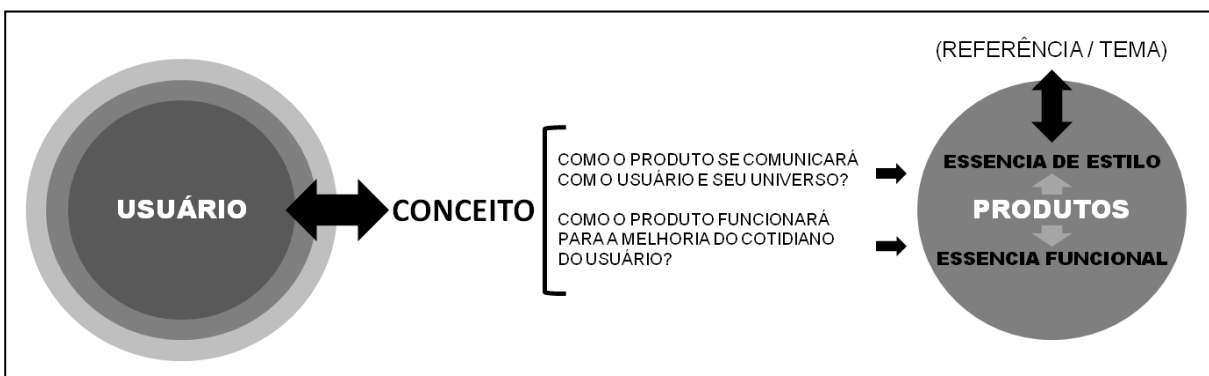 USUÁRIO
CONCEITO
COMO O PRODUTO SE COMUNICARÁ
COM O USUÁRIO E SEU UNIVERSO?
COMO O PRODUTO FUNCIONARÁ
PARA A MELHORIA DO COTIDIANO
DO USUÁRIO?
(REFERÊNCIA / TEMA)
ESSENCIA DE ESTILO
PRODUTOS
ESSENCIA FUNCIONAL